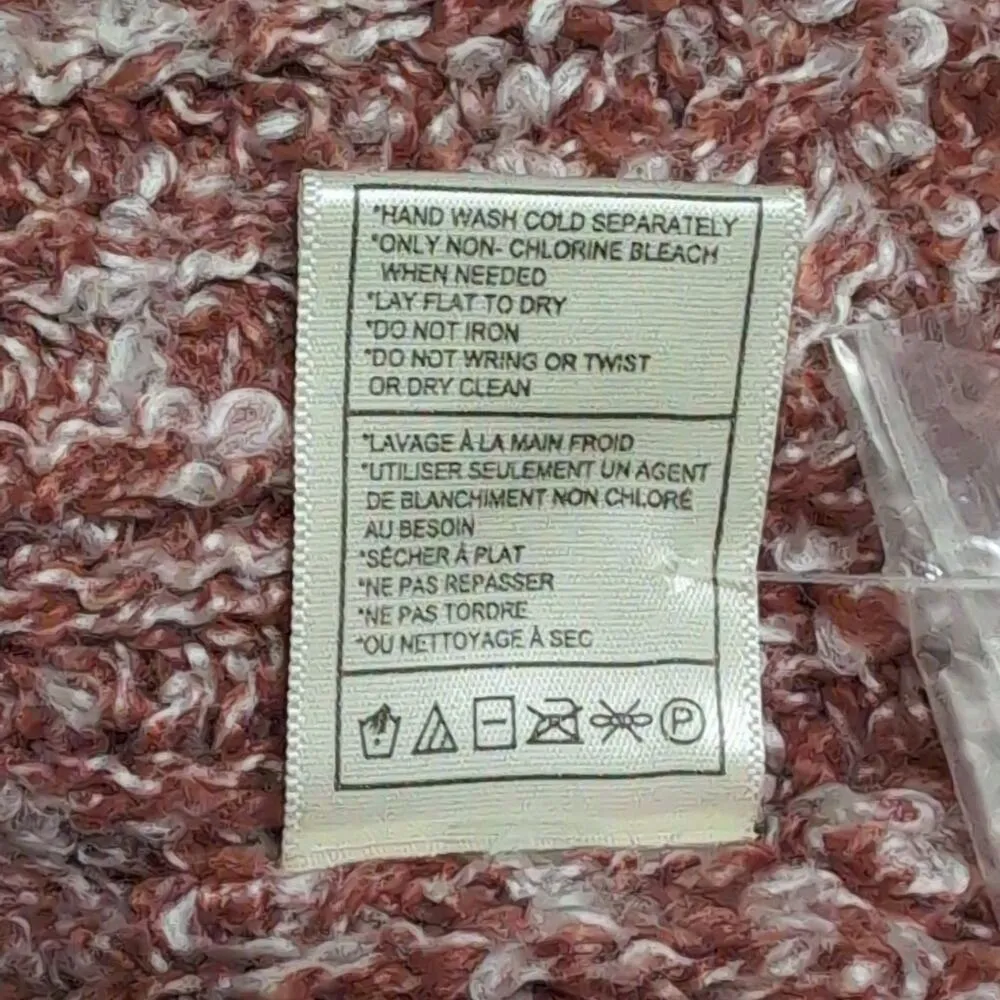 *HAND WASH COLD SEPARATELY
*ONLY NON- CHLORINE BLEACH
WHEN NEEDED
*LAY FLAT TO DRY
*DO NOT IRON
*DO NOT WRING OR TWIST
OR DRY CLEAN
*LAVAGE À LA MAIN FROID
*UTILISER SEULEMENT UN AGENT
DE BLANCHIMENT NON CHLORÉ
AU BESOIN
*SÉCHER À PLAT
*NE PAS REPASSER
*NE PAS TORDRE
*OU NETTOYAGE À SEC
P